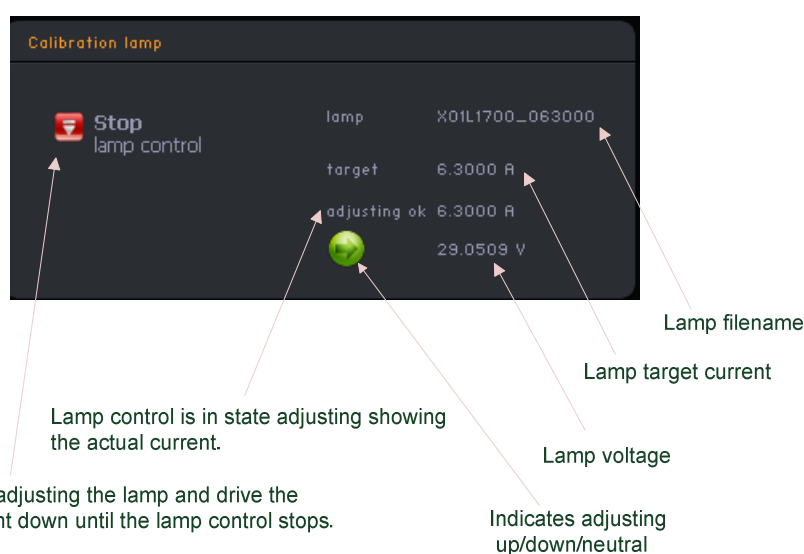 Calibration lamp
Stop
lamp control
lamp X01L1700_063000
target 6.3000 A
adjusting ok 6.3000 A
29.0509 V
Lamp filename
Lamp target current
Lamp control is in state adjusting showing
the actual current.
Lamp voltage
adjusting the lamp and drive the
nt down until the lamp control stops.
Indicates adjusting
up/down/neutral